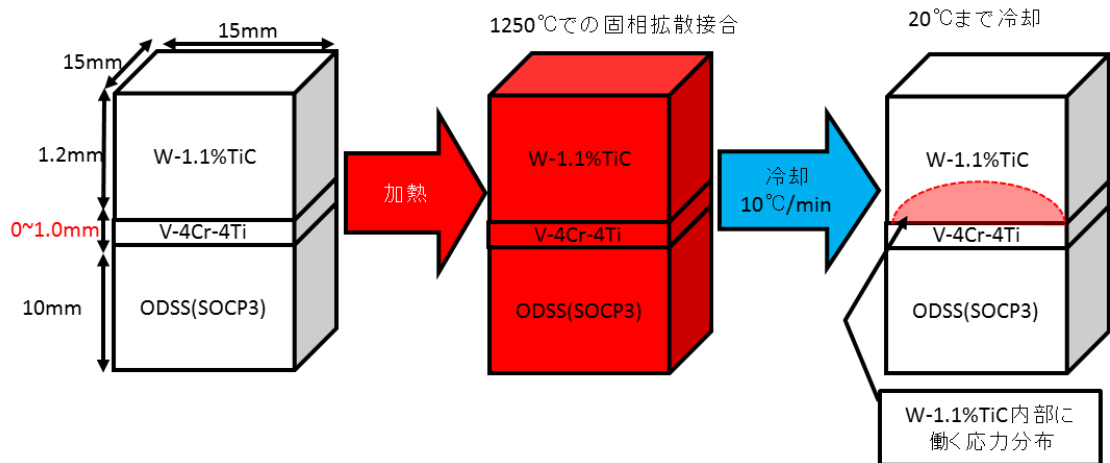 15mm
15mm
1.2mm
0~1.0mm
10mm
W-1.1%TiC
V-4Cr-4Ti
ODSS(SOCP3)
加熱
1250℃での固相拡散接合
W-1.1%TiC
V-4Cr-4Ti
ODSS(SOCP3)
冷却
10℃/min
20℃まで冷却
W-1.1%TiC
V-4Cr-4Ti
ODSS(SOCP3)
W-1.1%TiC内部に
働く応力分布